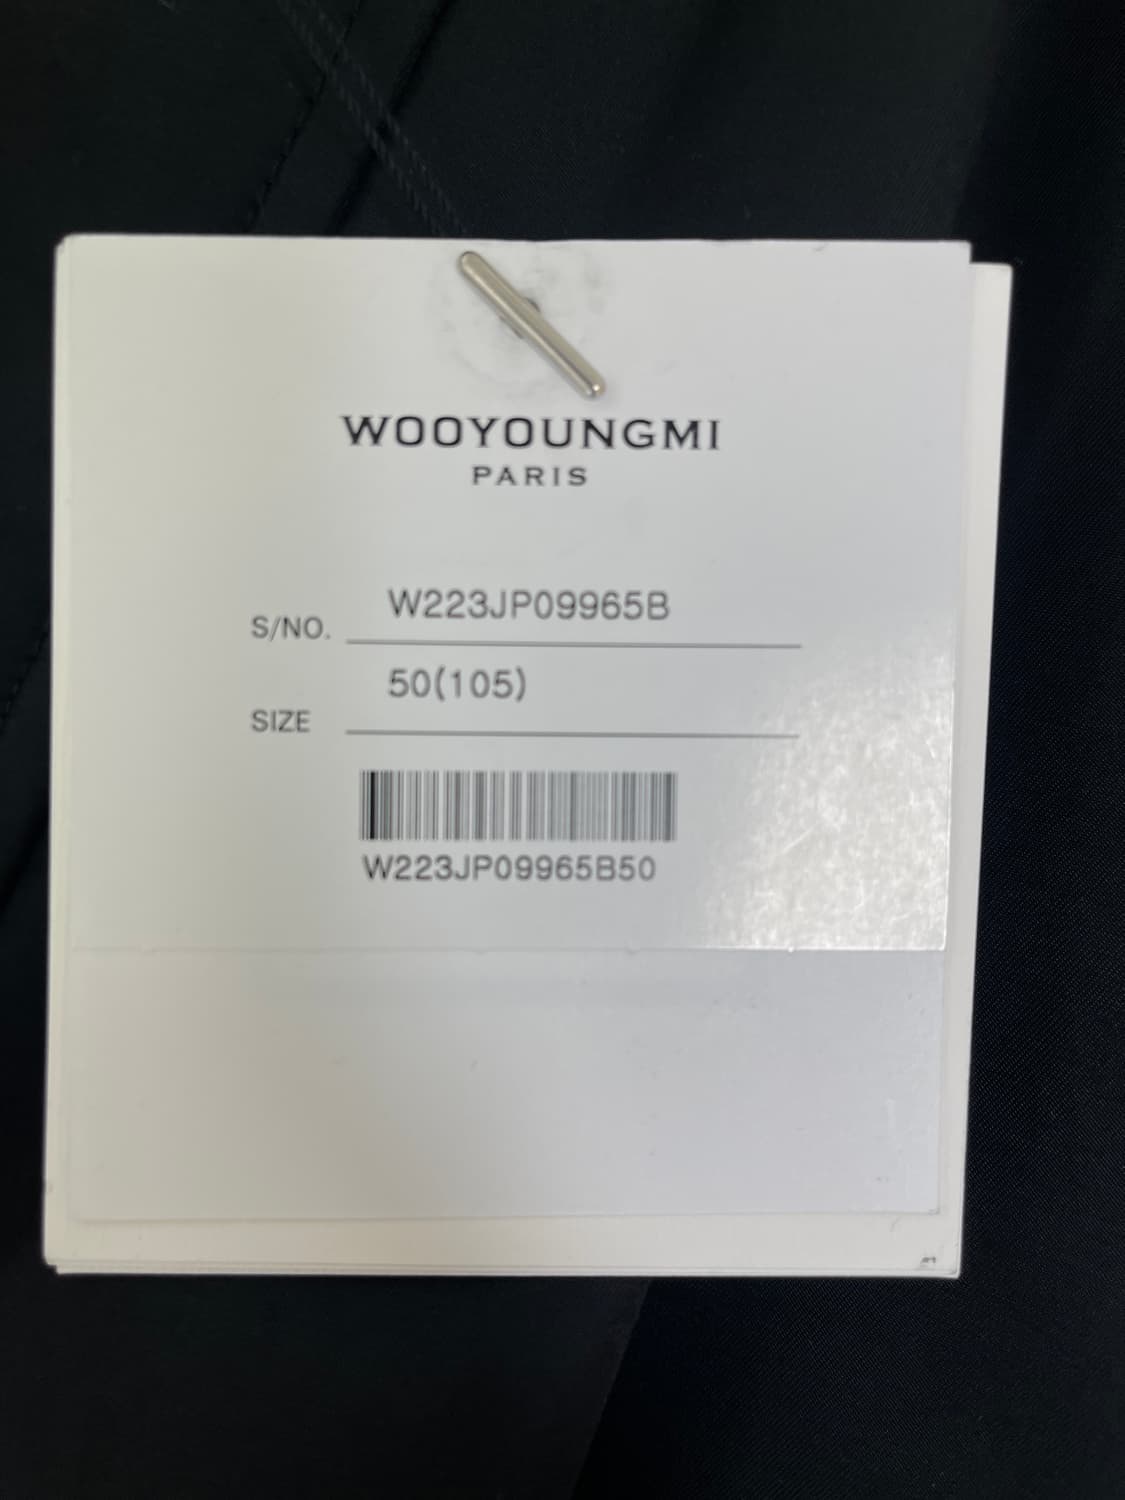 WOOYOUNGMI
PARIS
S/NO. W223JP09965B
SIZE 50(105)
W223JP09965B50